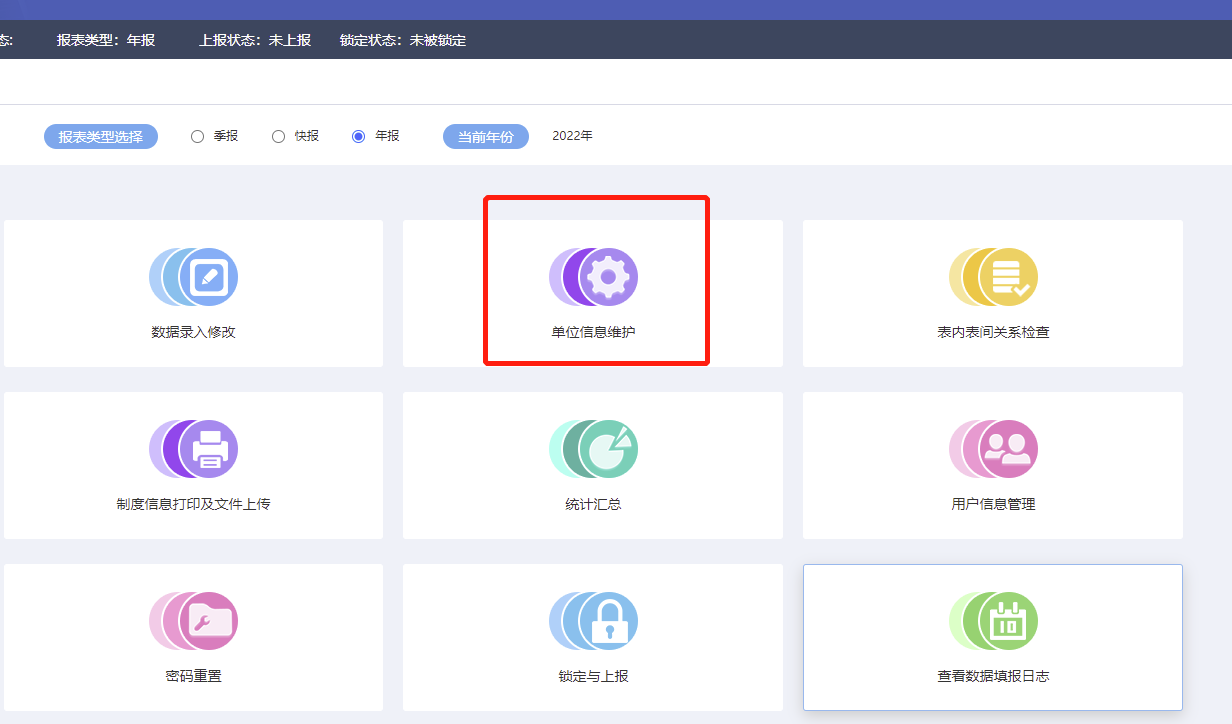 态: 报表类型：年报 上报状态：未上报 锁定状态：未被锁定
报表类型选择 季报 快报 年报 当前年份 2022年
数据录入修改 单位信息维护 表内表间关系检查
制度信息打印及文件上传 统计汇总 用户信息管理
10
密码重置 锁定与上报 查看数据填报日志